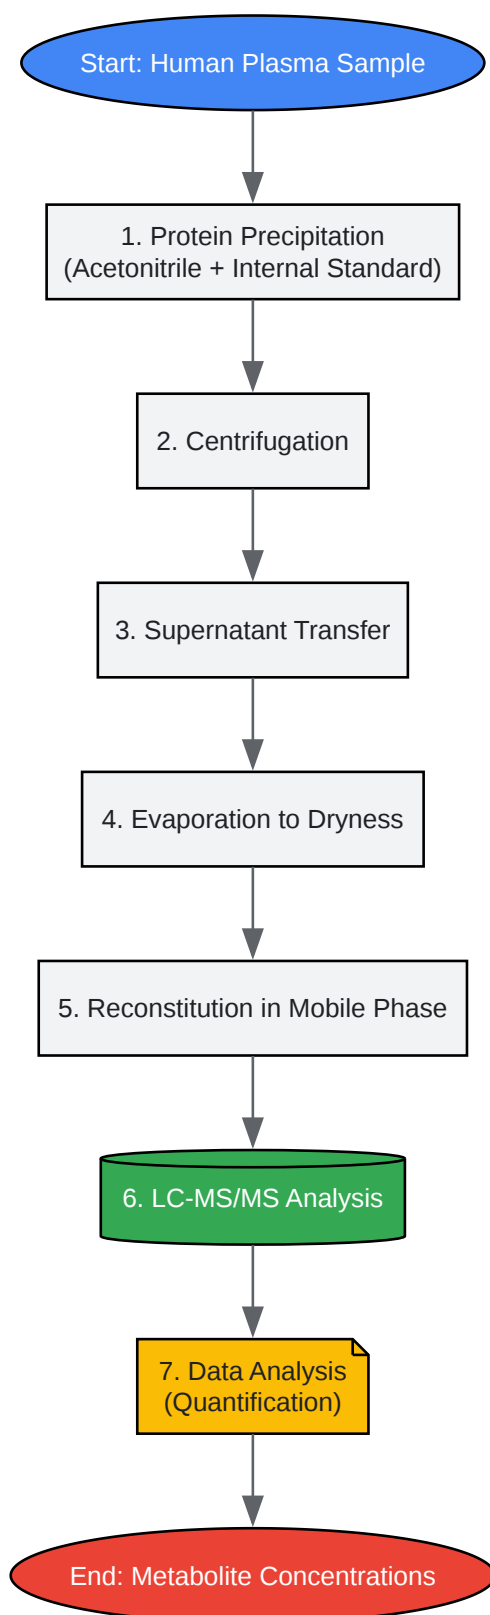 Start: Human Plasma Sample
1. Protein Precipitation
(Acetonitrile + Internal Standard)
2. Centrifugation
3. Supernatant Transfer
4. Evaporation to Dryness
5. Reconstitution in Mobile Phase
6. LC-MS/MS Analysis
7. Data Analysis
(Quantification)
End: Metabolite Concentrations